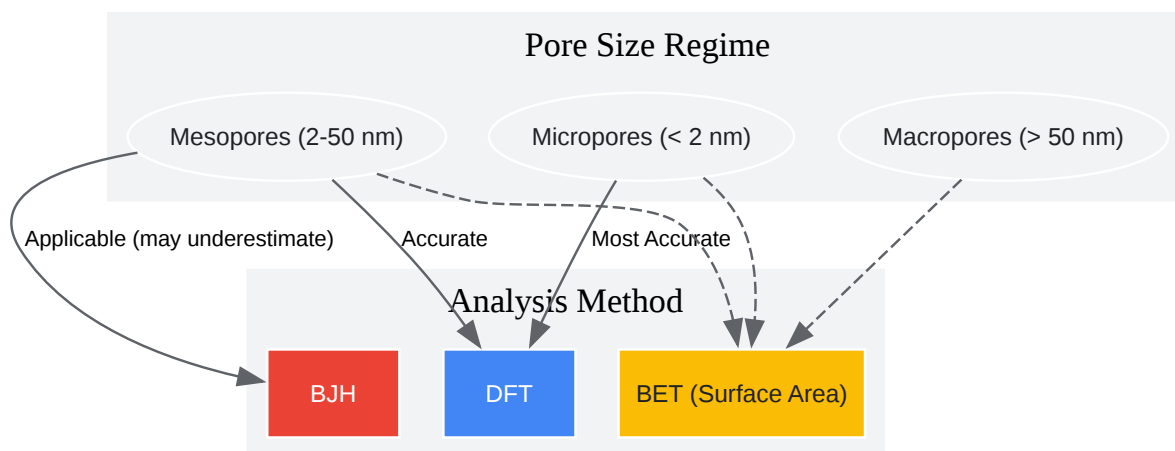 Pore Size Regime
Mesopores (2-50 nm)
Micropores (< 2 nm)
Macropores (> 50 nm)
Applicable (may underestimate)
Accurate
Most Accurate
Analysis Method
BJH
DFT
BET (Surface Area)